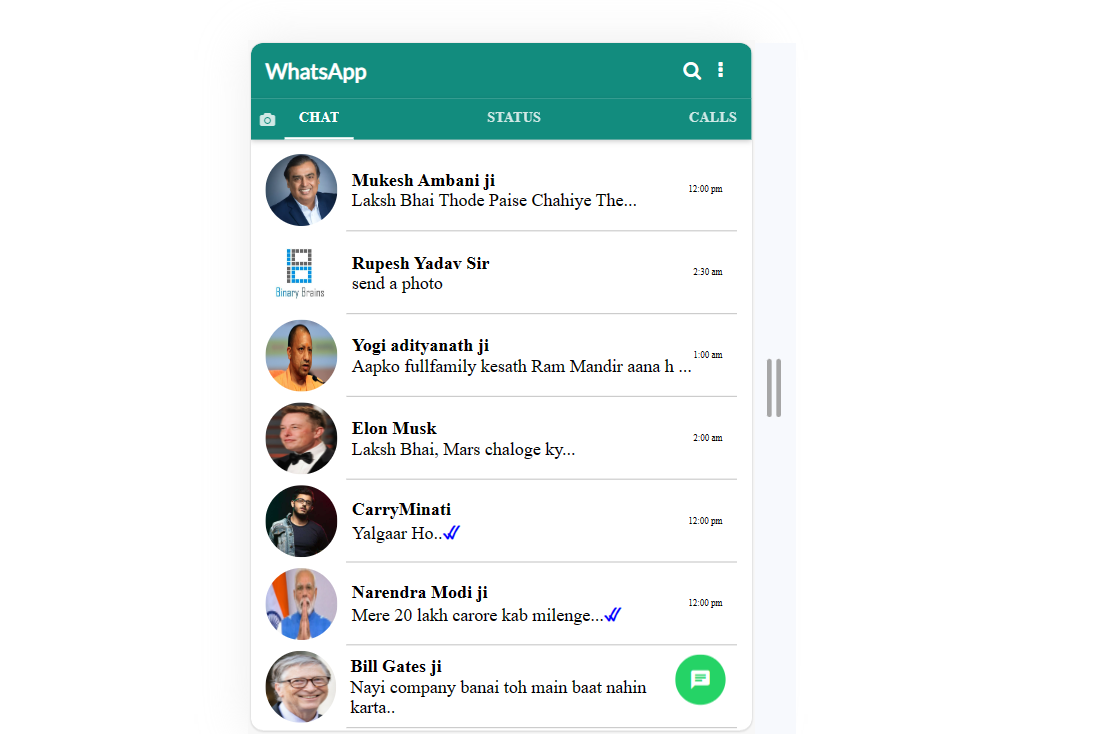 WhatsApp
CHAT STATUS CALLS
Mukesh Ambani ji
Laksh Bhai Thode Paise Chahiye The...
12:00 pm
Binary Brains
Rupesh Yadav Sir
send a photo
2:30 am
Yogi adityanath ji
Aapko fullfamily kesath Ram Mandir aana h ...
1:00 am
Elon Musk
Laksh Bhai, Mars chaloge ky...
2:00 am
CarryMinati
Yalgaar Ho..
12:00 pm
Narendra Modi ji
Mere 20 lakh carore kab milenge...
12:00 pm
Bill Gates ji
Nayi company banai toh main baat nahin
karta..